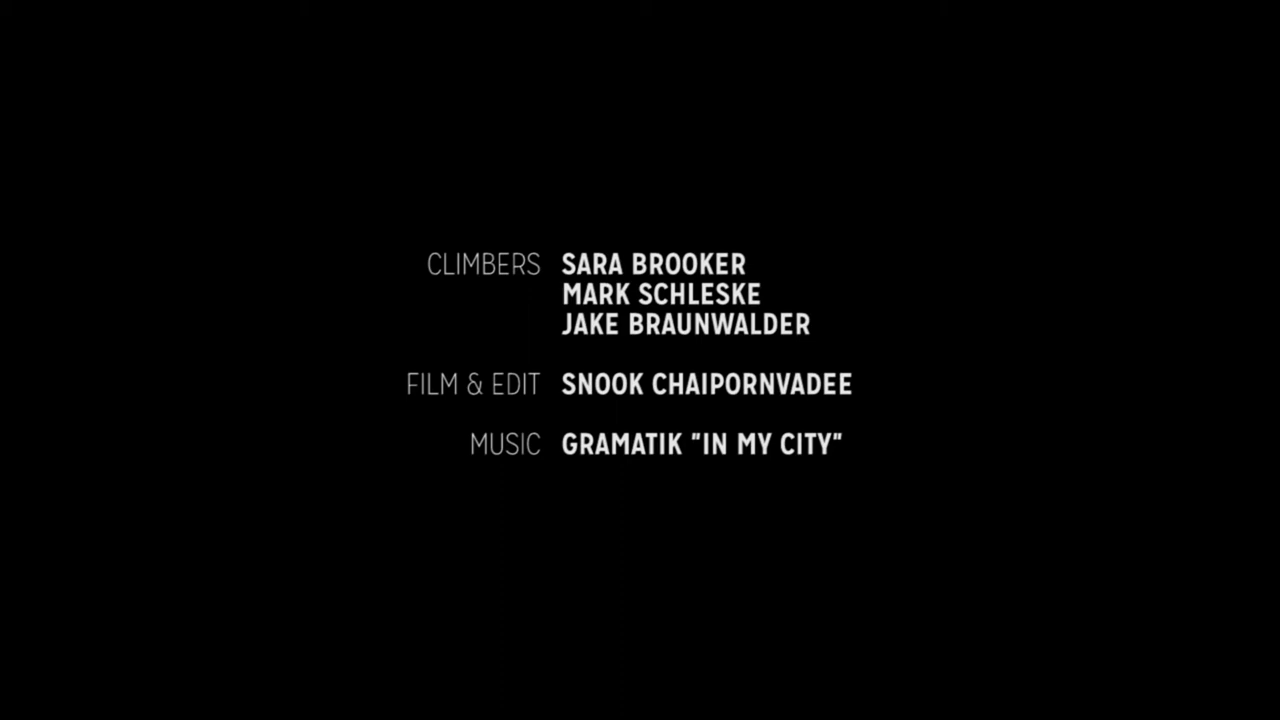 CLIMBERS SARA BROOKER
MARK SCHLESKE
JAKE BRAUNWALDER
FILM & EDIT SNOOK CHAIPORNVADEE
MUSIC GRAMATIK "IN MY CITY"